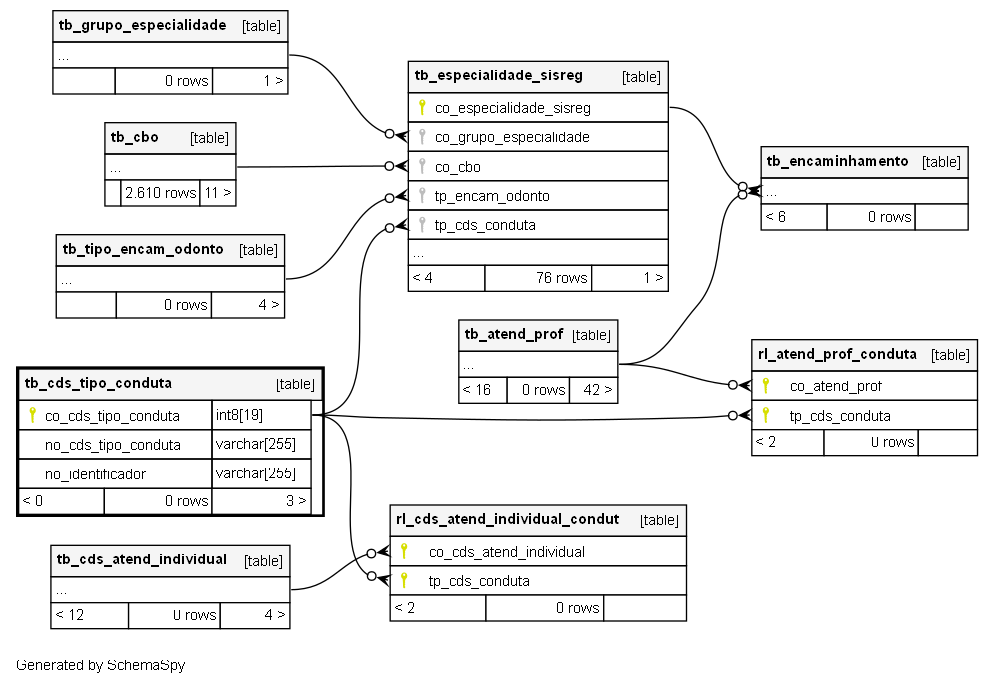 tb_grupo_especialidade [table]
...
0 rows 1 >
tb_cbo [table]
...
2.610 rows 11 >
tb_tipo_encam_odonto [table]
...
0 rows 4 >
tb_especialidade_sisreg [table]
co_especialidade_sisreg
co_grupo_especialidade
co_cbo
tp_encam_odonto
tp_cds_conduta
...
< 4 76 rows 1 >
tb_encaminhamento [table]
...
< 6 0 rows
tb_atend_prof [table]
...
< 16 0 rows 42 >
rl_atend_prof_conduta [table]
co_atend_prof
tp_cds_conduta
< 2 0 rows
tb_cds_tipo_conduta [table]
co_cds_tipo_conduta int8[19]
no_cds_tipo_conduta varchar[255]
no_identificador varchar[255]
< 0 0 rows 3 >
rl_cds_atend_individual_condut [table]
co_cds_atend_individual
tp_cds_conduta
< 2 0 rows
tb_cds_atend_individual [table]
...
< 12 0 rows 4 >
Generated by SchemaSpy